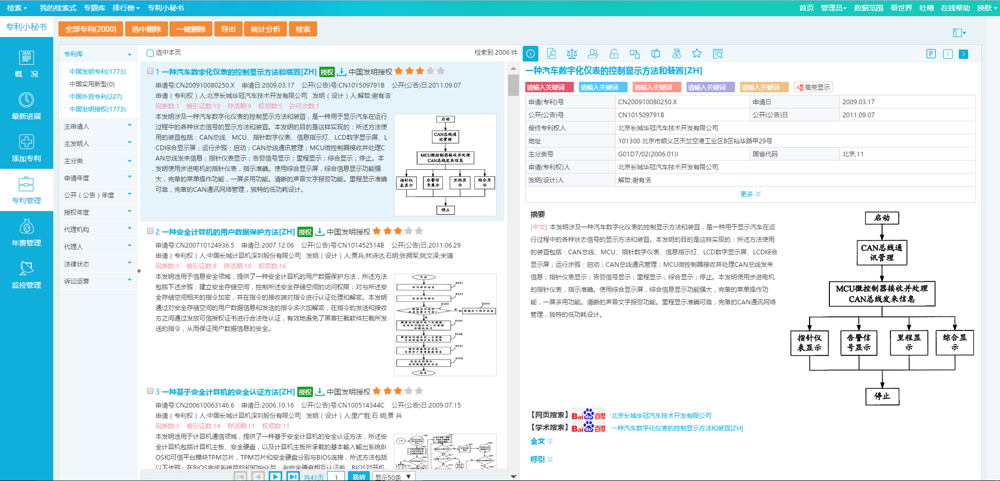 检索 我的检索式 专题库 排行榜 专利小秘书 首页 管理员 数据范围 看世界 吐槽 在线帮助 换肤
专利小秘书
概 况
最新进展
添加专利
专利管理
年费管理
监控管理
全部专利(2000) 选中删除 一键删除 导出 统计分析 检索
专利库
中国发明专利(1773)
中国实用新型(0)
中国外观专利(227)
中国发明授权(1773)
主申请人
主发明人
主分类
申请年度
公开（公告）年度
授权年度
代理机构
代理人
法律状态
诉讼运营
选中本页 检索到 2006 件
1 一种汽车数字化仪表的控制显示方法和装置[ZH] 授权 中国发明授权
申请号:CN200910080250.X 申请日:2009.03.17 公开(公告)号:CN101509791B 公开(公告)日:2011.09.07
申请（专利权）人:北京长城华冠汽车技术开发有限公司 发明（设计）人:解哲;谢有浩
同族数:1 被引证数:10 存活期:9 权项数:5 许可次数:1
本发明涉及一种汽车数字化仪表的控制显示方法和装置，是一种用于显示汽车在运行
过程中的各种状态信号的显示方法和装置。本发明的目的是这样实现的：所述方法使
用的装置包括：CAN总线、MCU、指针数字仪表、信息指示灯、LCD数字显示屏、L
CD综合显示屏；运行步骤：启动；CAN总线通讯管理；MCU微控制器接收并处理C
AN总线发来信息；指针仪表显示；告警信号显示；里程显示；综合显示；停止。本
发明使用步进电机的指针仪表，指示准确。使用综合显示屏，综合信息显示功能强
大，完备的菜单操作功能，一屏多用功能。清晰的声音文字报警功能。里程显示准确
可靠，完备的CAN通讯网络管理，独特的低功耗设计。
启动
CAN总线通
讯管理
MCU微控制器接收并处理
CAN总线发来信息
指针仪
表显示
告警信
号显示
里程显
示
综合显
示
停止
2 一种安全计算机的用户数据保护方法[ZH] 授权 中国发明授权
申请号:CN200710124936.5 申请日:2007.12.06 公开(公告)号:CN101452514B 公开(公告)日:2011.06.29
申请（专利权）人:中国长城计算机深圳股份有限公司 发明（设计）人:贾兵;林诗达;石明;张拥军;姚文泽;宋靖
同族数:1 被引证数:8 存活期:10 权项数:16
本发明适用于信息安全领域，提供了一种安全计算机的用户数据保护方法，所述方法
包括下述步骤：建立安全存储空间，控制所述安全存储空间的访问权限；对与所述安
全存储空间相关的指令加密，并在指令的接收端对指令进行认证处理和解密。本发明
通过对安全存储空间的用户数据信息和发送的指令多次加解密，在指令的发送和接收
方之间通过发放可信授权证书进行合法性认证，有效地避免了黑客拦截软件拦截所发
送的指令，从而保证用户数据信息的安全。
开始
访问保护分区 S301
发送访问指令 S302
S303 S304
硬盘处于保护状态
S305
S306
S307
S308
结束
3 一种基于安全计算机的安全认证方法[ZH] 授权 中国发明授权
申请号:CN200610063146.6 申请日:2006.10.16 公开(公告)号:CN100514344C 公开(公告)日:2009.07.15
申请（专利权）人:中国长城计算机深圳股份有限公司 发明（设计）人:童广胜;石 明;贾 兵
同族数:1 被引证数:14 存活期:11 权项数:11
本发明适用于计算机通信领域，提供了一种基于安全计算机的安全认证方法，所述安
全计算机包括计算机主板、安全硬盘，以及计算机主板所承载的基本输入输出系统BI
OS和可信平台模块TPM芯片，TPM芯片和安全硬盘分别与BIOS连接，所述方法包括
以下步骤：在BIOS完成系统自检和初始化后，与安全硬盘相互认证前，BIOS对开机
共41页 1 跳转 显示50条
P
一种汽车数字化仪表的控制显示方法和装置[ZH]
请输入关键词 请输入关键词 请输入关键词 请输入关键词 请输入关键词 高亮显示
申请(专利)号 CN200910080250.X 申请日 2009.03.17
公开(公告)号 CN101509791B 公开(公告)日 2011.09.07
最终专利权人 北京长城华冠汽车技术开发有限公司
地址 101300 北京市顺义区天竺空港工业区B区裕华路甲29号
主分类号 G01D7/02(2006.01)I 国省代码 北京;11
申请(专利权)人 北京长城华冠汽车技术开发有限公司
发明(设计)人 解哲;谢有浩
更多
摘要
[中文] 本发明涉及一种汽车数字化仪表的控制显示方法和装置，是一种用于显示汽车在运
行过程中的各种状态信号的显示方法和装置。本发明的目的是这样实现的：所述方法使用
的装置包括：CAN总线、MCU、指针数字仪表、信息指示灯、LCD数字显示屏、LCD综合
显示屏；运行步骤：启动；CAN总线通讯管理；MCU微控制器接收并处理CAN总线发来
信息；指针仪表显示；告警信号显示；里程显示；综合显示；停止。本发明使用步进电机
的指针仪表，指示准确。使用综合显示屏，综合信息显示功能强大，完备的菜单操作功
能，一屏多用功能。清晰的声音文字报警功能。里程显示准确可靠，完备的CAN通讯网络
管理，独特的低功耗设计。
启动
CAN总线通
讯管理
MCU微控制器接收并处理
CAN总线发来信息
指针仪
表显示
告警信
号显示
里程显
示
综合显
示
停止
【网页搜索】 Bai du 百度 北京长城华冠汽车技术开发有限公司
【学术搜索】 Bai du 百度 一种汽车数字化仪表的控制显示方法和装置[ZH]
全文
标引